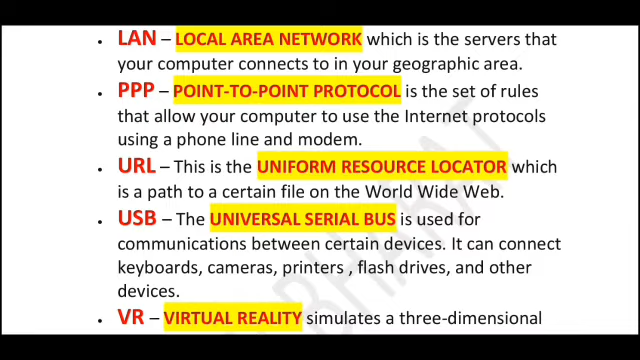 • LAN – LOCAL AREA NETWORK which is the servers that
your computer connects to in your geographic area.
• PPP – POINT-TO-POINT PROTOCOL is the set of rules
that allow your computer to use the Internet protocols
using a phone line and modem.
• URL – This is the UNIFORM RESOURCE LOCATOR which
is a path to a certain file on the World Wide Web.
• USB – The UNIVERSAL SERIAL BUS is used for
communications between certain devices. It can connect
keyboards, cameras, printers , flash drives, and other
devices.
• VR – VIRTUAL REALITY simulates a three-dimensional